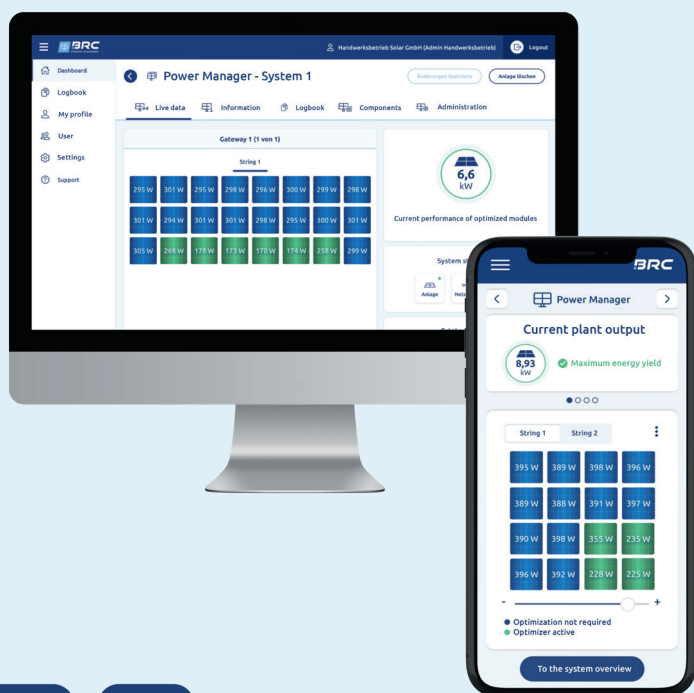 BRC
Handwerksbetrieb Solar GmbH (Admin Handwerksbetrieb)
Logout
Dashboard
Logbook
My profile
User
Settings
Support
Power Manager - System 1
Änderungen Speichern
Anlage löschen
Live data
Information
Logbook
Components
Administration
Gateway 1 (1 von 1)
String 1
295 W 301 W 295 W 298 W 296 W 300 W 299 W 298 W
301 W 294 W 301 W 301 W 298 W 295 W 300 W 301 W
305 W 268 W 178 W 173 W 170 W 174 W 258 W 299 W
6,6
kW
Current performance of optimized modules
System st
Anlage
Netz
BRC
Power Manager
Current plant output
8,93
kW
Maximum energy yield
String 1 String 2
395 W 389 W 398 W 396 W
389 W 388 W 391 W 397 W
390 W 398 W 355 W 235 W
396 W 392 W 228 W 225 W
- +
Optimization not required
Optimizer active
To the system overview